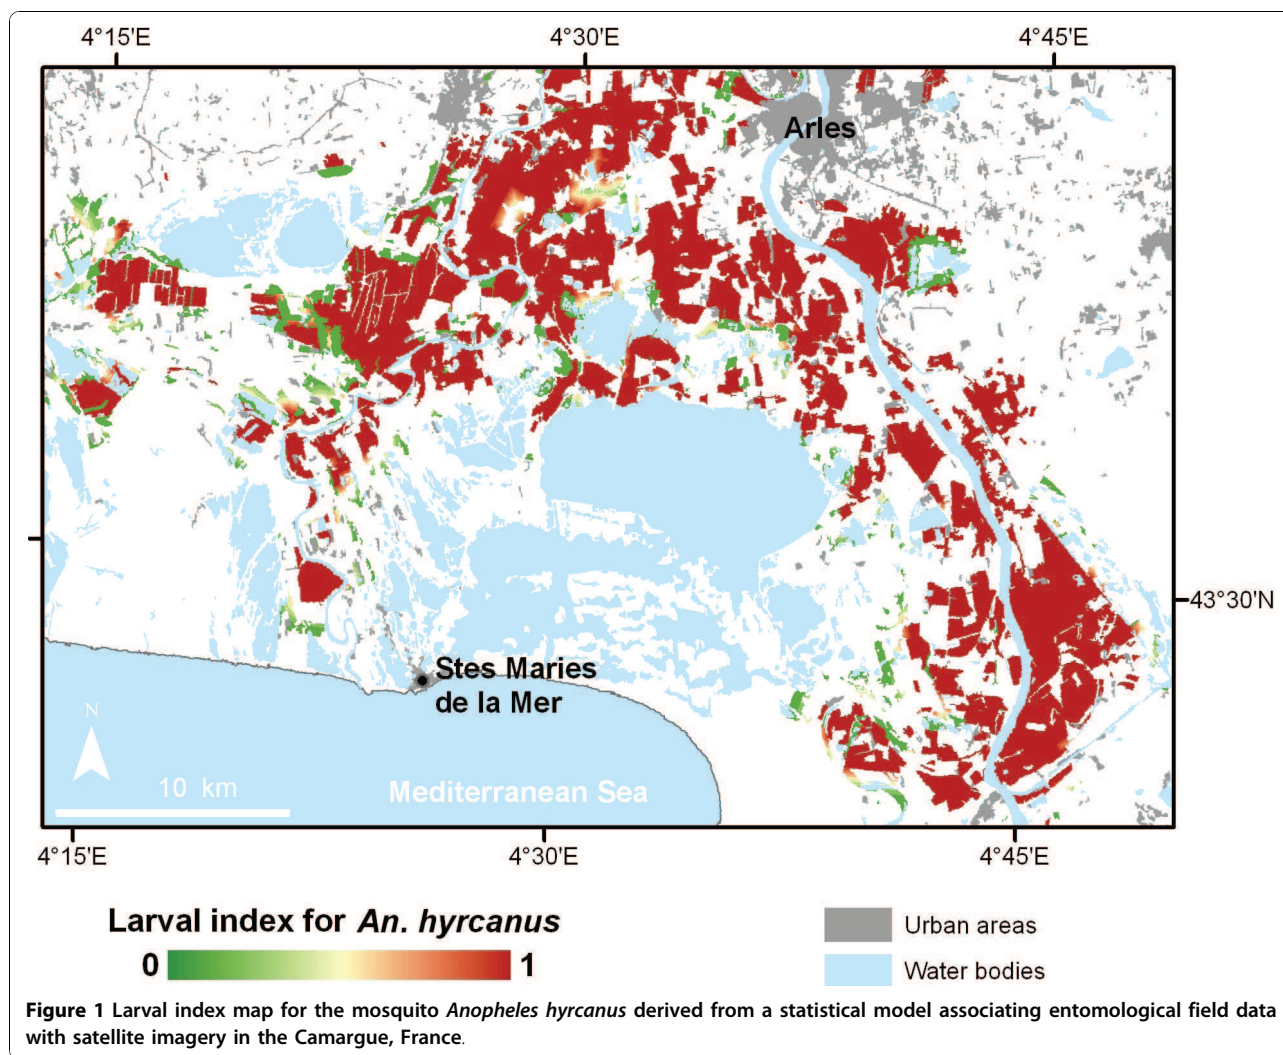 4°15'E 4°30'E 4°45'E
Arles
43°30'N
Stes Maries
de la Mer
N
10 km
Mediterranean Sea
4°15'E 4°30'E 4°45'E
Larval index for An. hyrcanus
0 1
Urban areas
Water bodies
Figure 1 Larval index map for the mosquito Anopheles hyrcanus derived from a statistical model associating entomological field data
with satellite imagery in the Camargue, France.